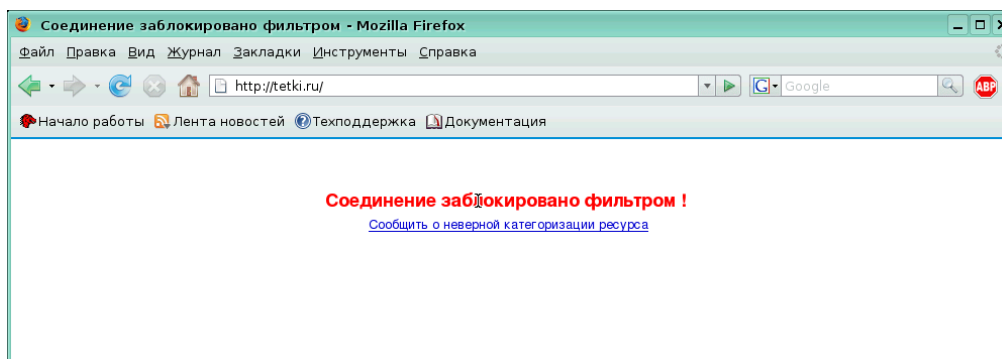 Соединение заблокировано фильтром - Mozilla Firefox
Файл Правка Вид Журнал Закладки Инструменты Справка
http://tetki.ru/ G Google ABP
Начало работы Лента новостей Техподдержка Документация
Соединение заблокировано фильтром !
Сообщить о неверной категоризации ресурса